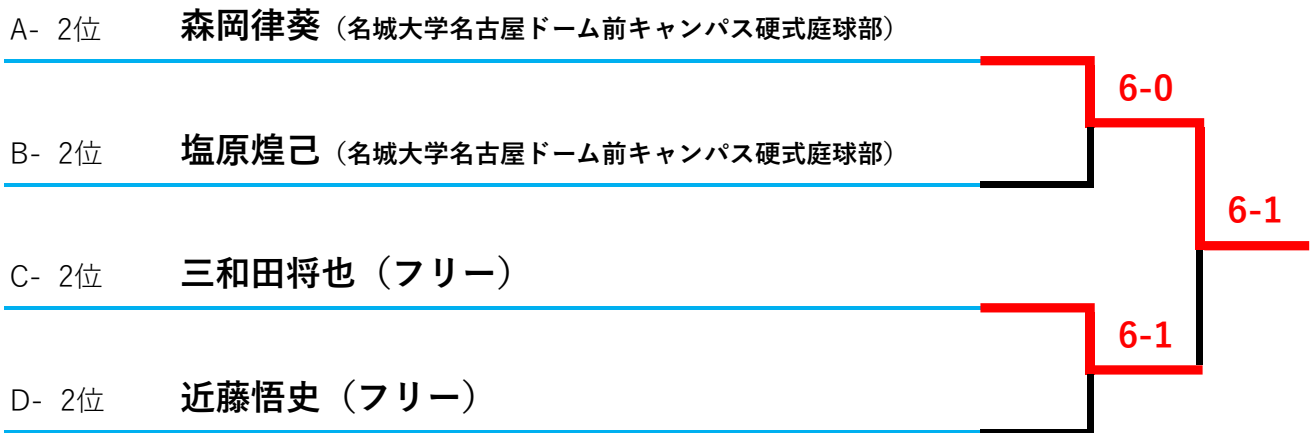 A- 2位 森岡律葵（名城大学名古屋ドーム前キャンパス硬式庭球部）
6-0
B- 2位 塩原煌己（名城大学名古屋ドーム前キャンパス硬式庭球部）
6-1
C- 2位 三和田将也（フリー）
6-1
D- 2位 近藤悟史（フリー）